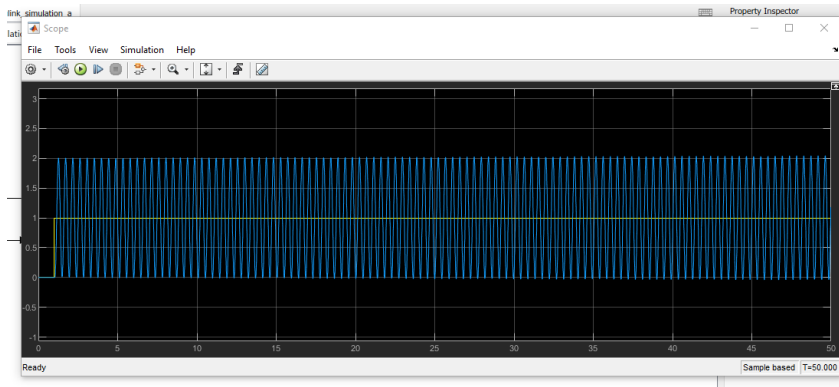 link_simulation_a
Property Inspector
Scope
File Tools View Simulation Help
3
2.5
2
1.5
1
0.5
0
-0.5
-1
0 5 10 15 20 25 30 35 40 45 50
Ready
Sample based T=50.000